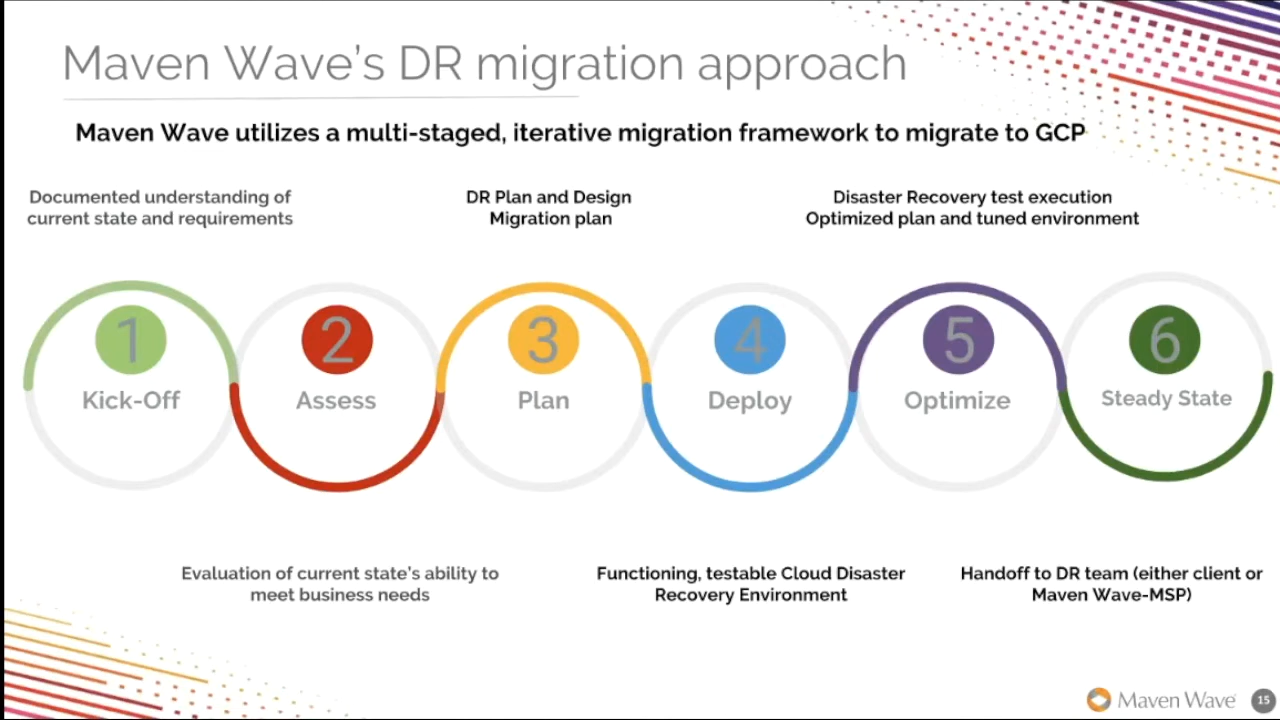 Maven Wave's DR migration approach
Maven Wave utilizes a multi-staged, iterative migration framework to migrate to GCP
Documented understanding of
current state and requirements
DR Plan and Design
Migration plan
Disaster Recovery test execution
Optimized plan and tuned environment
1
Kick-Off
2
Assess
3
Plan
4
Deploy
5
Optimize
6
Steady State
Evaluation of current state's ability to
meet business needs
Functioning, testable Cloud Disaster
Recovery Environment
Handoff to DR team (either client or
Maven Wave-MSP)
Maven Wave
15